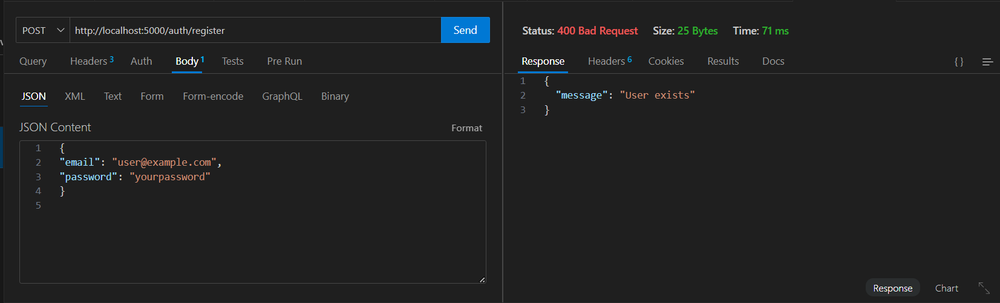 POST http://localhost:5000/auth/register Send
Query Headers 3 Auth Body 1 Tests Pre Run
JSON XML Text Form Form-encode GraphQL Binary
JSON Content Format
1 {
2 "email": "user@example.com",
3 "password": "yourpassword"
4 }
5
Status: 400 Bad Request Size: 25 Bytes Time: 71 ms
Response Headers 6 Cookies Results Docs { }
1 {
2 "message": "User exists"
3 }
Response Chart